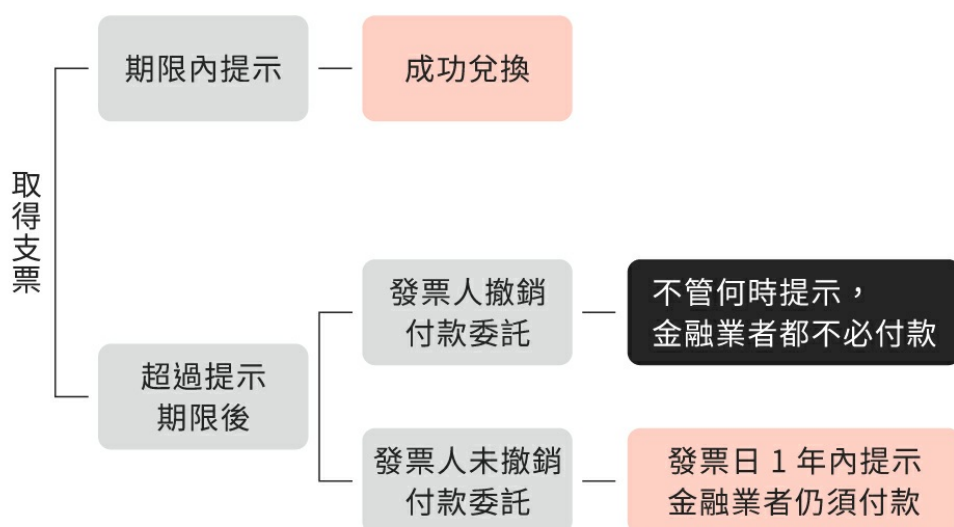 取得支票
期限內提示
成功兌換
超過提示
期限後
發票人撤銷
付款委託
不管何時提示，
金融業者都不必付款
發票人未撤銷
付款委託
發票日 1 年內提示
金融業者仍須付款